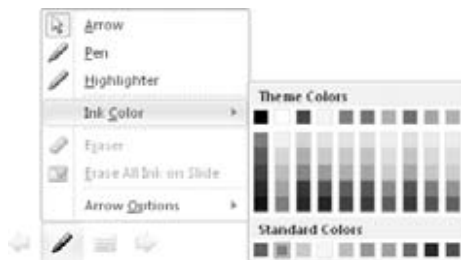 Arrow
Pen
Highlighter
Ink Color
Theme Colors
Eraser
Erase All Ink on Slide
Arrow Options
Standard Colors